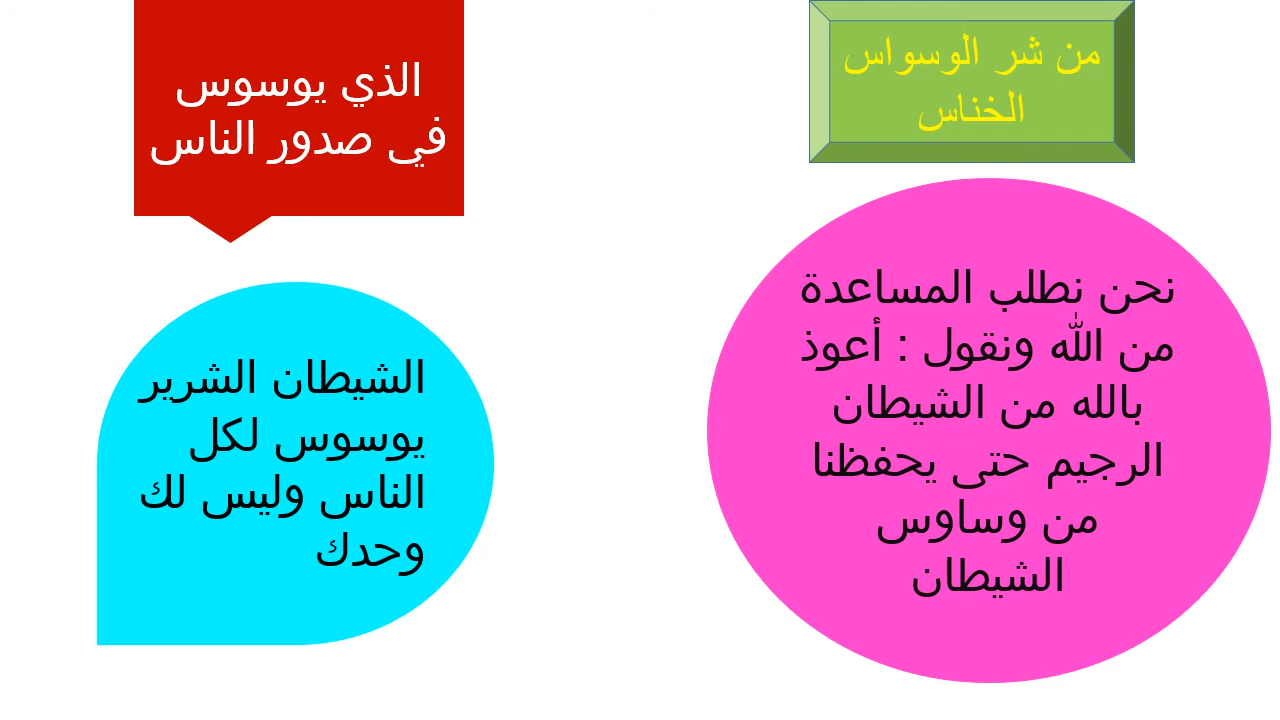 من شر الوسواس
الخناس
نحن نطلب المساعدة
من الله ونقول : أعوذ
بالله من الشيطان
الرجيم حتى يحفظنا
من وساوس
الشيطان
الذي يوسوس
في صدور الناس
الشيطان الشرير
يوسوس لكل
الناس وليس لك
وحدك